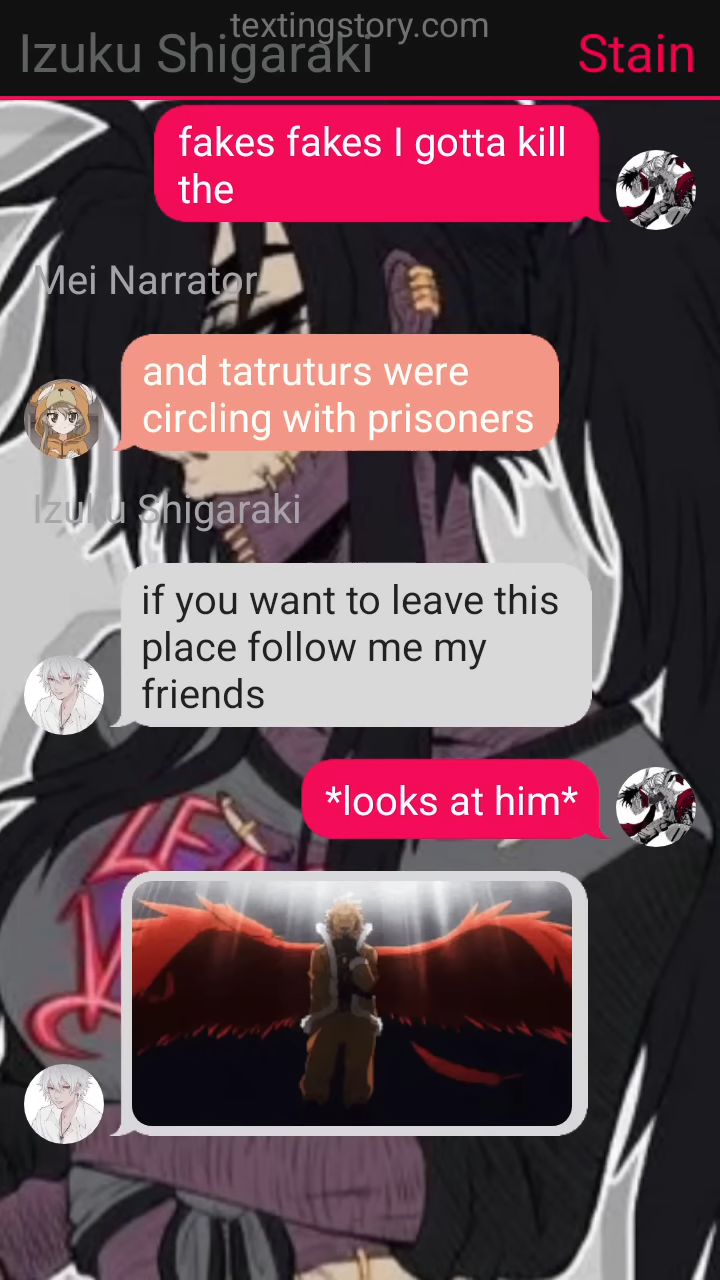 textingstory.com
Izuku Shigaraki
Stain
fakes fakes I gotta kill
the
Mei Narrator
and tatruturs were
circling with prisoners
Izuku Shigaraki
if you want to leave this
place follow me my
friends
*looks at him*